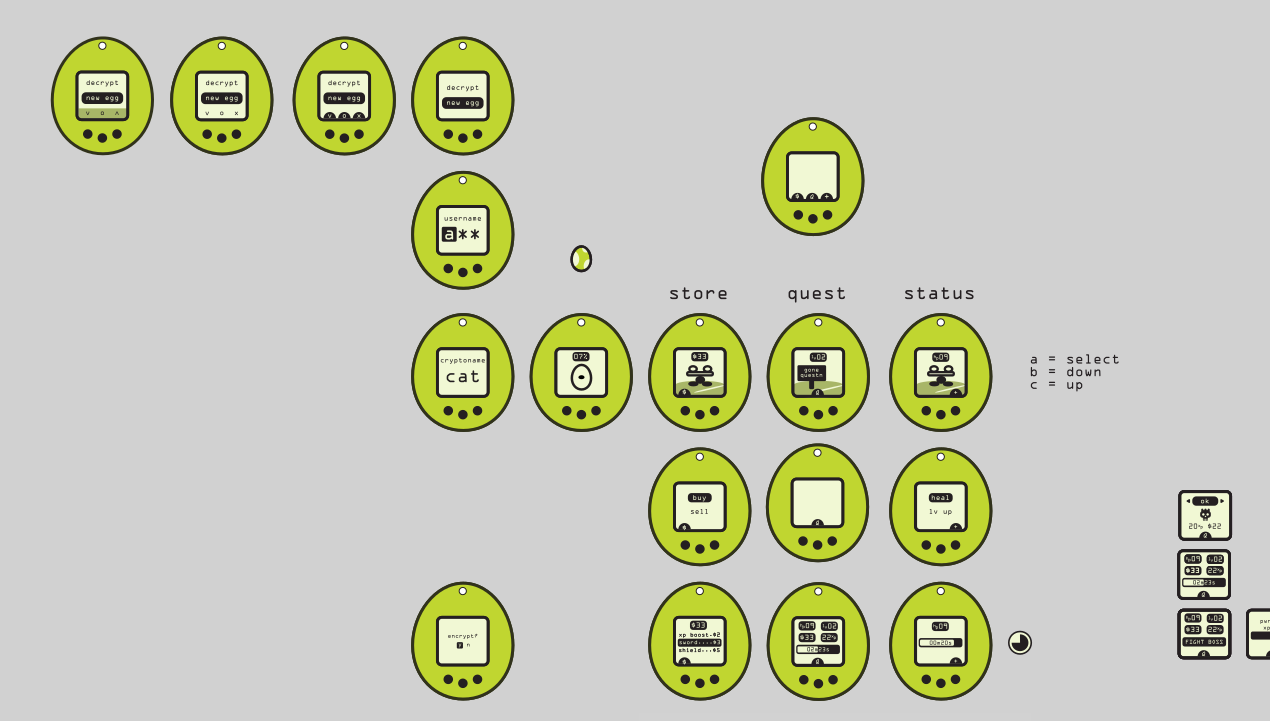 decrypt
new egg
v o ^
decrypt
new egg
v o x
decrypt
new egg
v o x
decrypt
new egg
username
a**
store
quest
status
cryptoname
cat
07%
$33
02
gone
questn
09
a = select
b = down
c = up
buy
sell
$
heal
lv up
+
ok
20% $22
09 02
$33 22%
02m23s
encrypt?
y n
$33
xp boost-$2
sword---$3
shield---$5
$
09 02
$33 22%
02m23s
09
00m20s
09 02
$33 22%
FIGHT BOSS